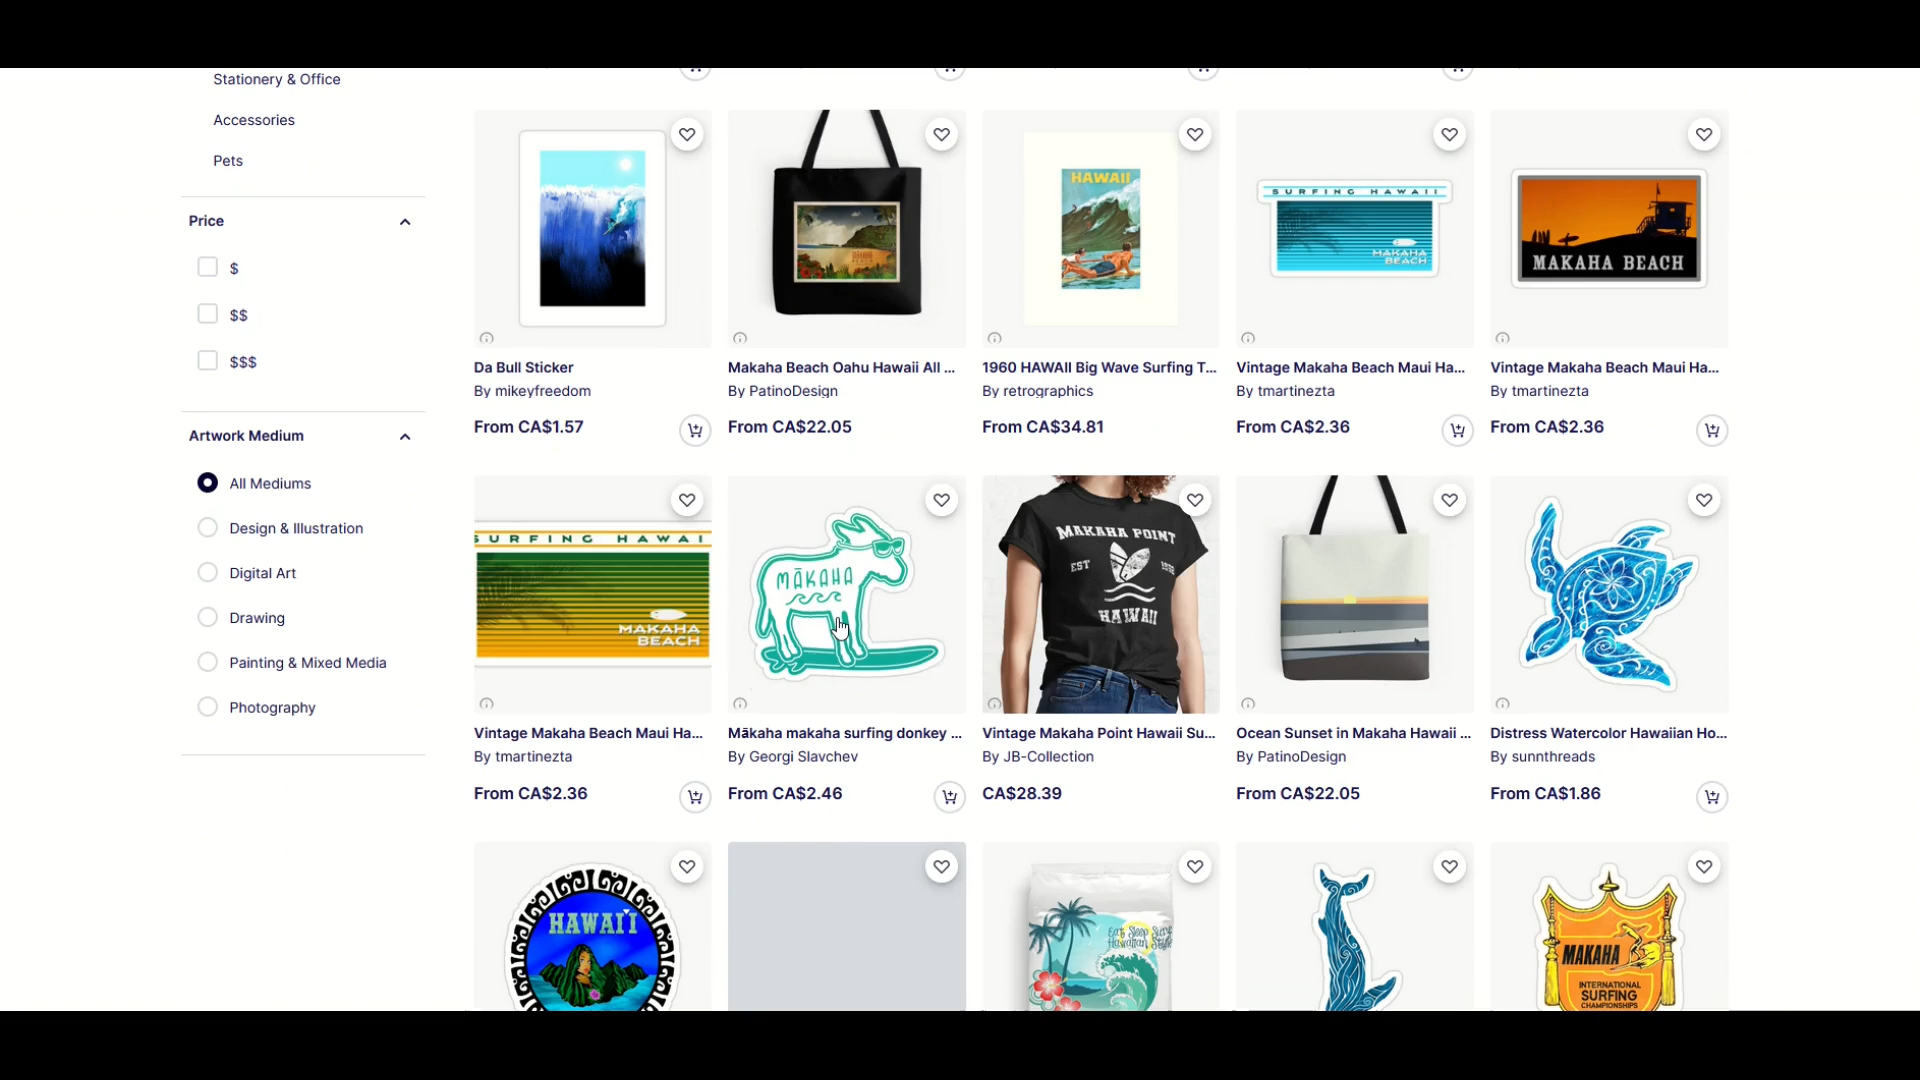 Stationery & Office
Accessories
Pets
Price
$
$$
$$$
Artwork Medium
All Mediums
Design & Illustration
Digital Art
Drawing
Painting & Mixed Media
Photography
HAWAII
SURFING HAWAII
MAKAHA
BEACH
MAKAHA BEACH
Da Bull Sticker
Makaha Beach Oahu Hawaii All ...
1960 HAWAII Big Wave Surfing T...
Vintage Makaha Beach Maui Ha...
Vintage Makaha Beach Maui Ha...
By mikeyfreedom
By PatinoDesign
By retrographics
By tmartinezta
By tmartinezta
From CA$1.57
From CA$22.05
From CA$34.81
From CA$2.36
From CA$2.36
SURFING HAWAI
MAKAHA
BEACH
MĀKAHA
MAKAHA POINT
EST
HAWAII
Vintage Makaha Beach Maui Ha...
Mākaha makaha surfing donkey ...
Vintage Makaha Point Hawaii Su...
Ocean Sunset in Makaha Hawaii ...
Distress Watercolor Hawaiian Ho...
By tmartinezta
By Georgi Slavchev
By JB-Collection
By PatinoDesign
By sunnthreads
From CA$2.36
From CA$2.46
CA$28.39
From CA$22.05
From CA$1.86
HAWAI'I
Eat Sleep Surf
Hawaiian Style
MAKAHA
INTERNATIONAL
SURFING
CHAMPIONSHIPS